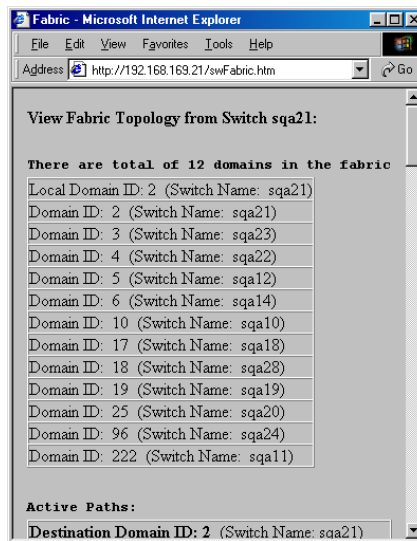 Fabric - Microsoft Internet Explorer
File Edit View Favorites Tools Help
Address http://192.168.169.21/swFabric.htm Go
View Fabric Topology from Switch sqa21:
There are total of 12 domains in the fabric
Local Domain ID: 2 (Switch Name: sqa21)
Domain ID: 2 (Switch Name: sqa21)
Domain ID: 3 (Switch Name: sqa23)
Domain ID: 4 (Switch Name: sqa22)
Domain ID: 5 (Switch Name: sqa12)
Domain ID: 6 (Switch Name: sqa14)
Domain ID: 10 (Switch Name: sqa10)
Domain ID: 17 (Switch Name: sqa18)
Domain ID: 18 (Switch Name: sqa28)
Domain ID: 19 (Switch Name: sqa19)
Domain ID: 25 (Switch Name: sqa20)
Domain ID: 96 (Switch Name: sqa24)
Domain ID: 222 (Switch Name: sqa11)
Active Paths:
Destination Domain ID: 2 (Switch Name: sqa21)